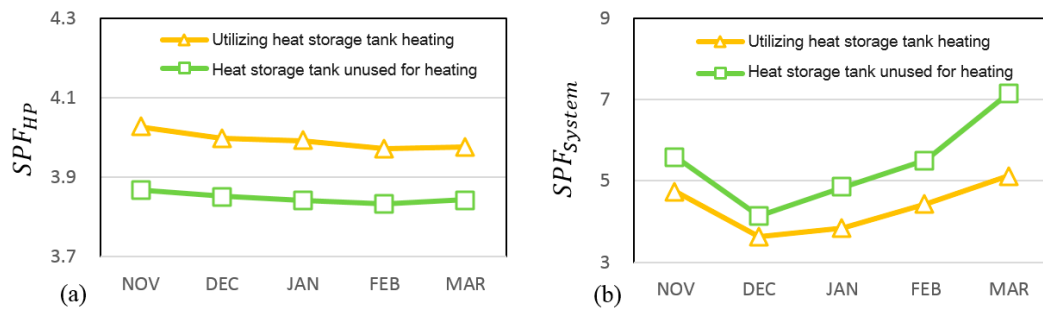 4.3
4.1
3.9
3.7
SPF_HP
Utilizing heat storage tank heating
Heat storage tank unused for heating
NOV DEC JAN FEB MAR
(a)
9
7
5
3
SPF_System
Utilizing heat storage tank heating
Heat storage tank unused for heating
NOV DEC JAN FEB MAR
(b)